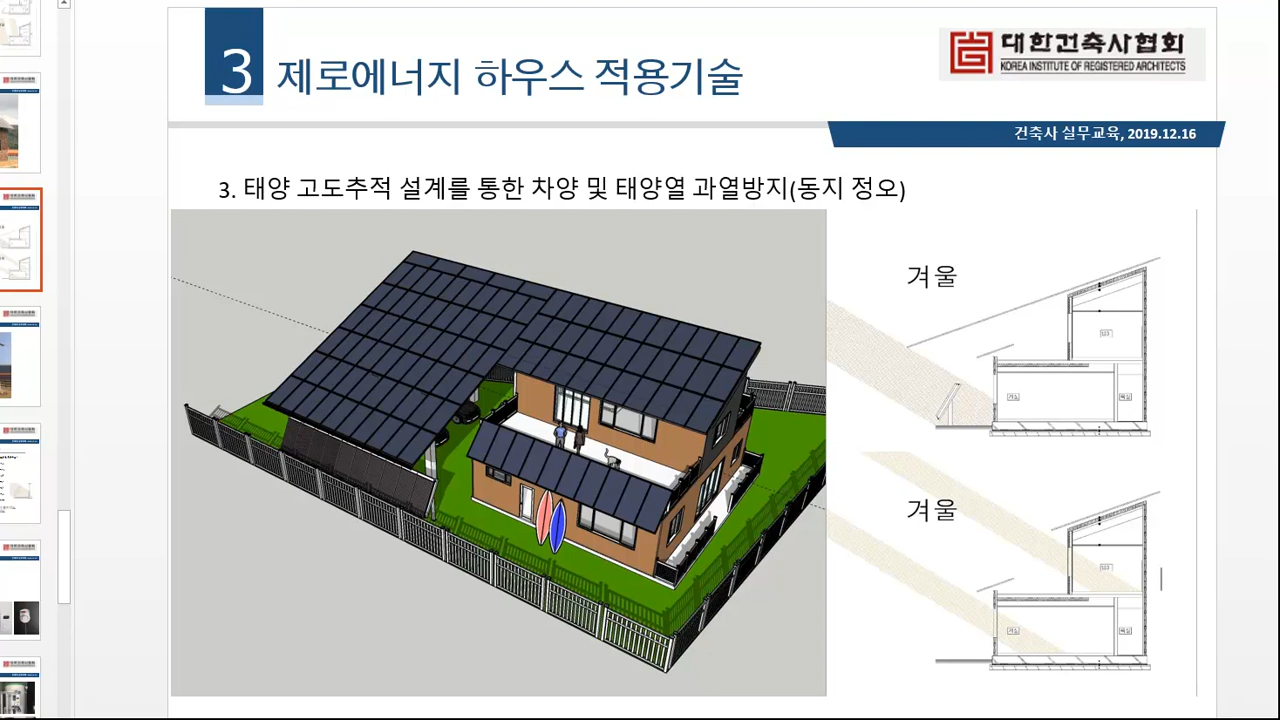 3 제로에너지 하우스 적용기술
대한건축사협회
KOREA INSTITUTE OF REGISTERED ARCHITECTS
건축사 실무교육, 2019.12.16
3. 태양 고도추적 설계를 통한 차양 및 태양열 과열방지(동지 정오)
겨울
겨울